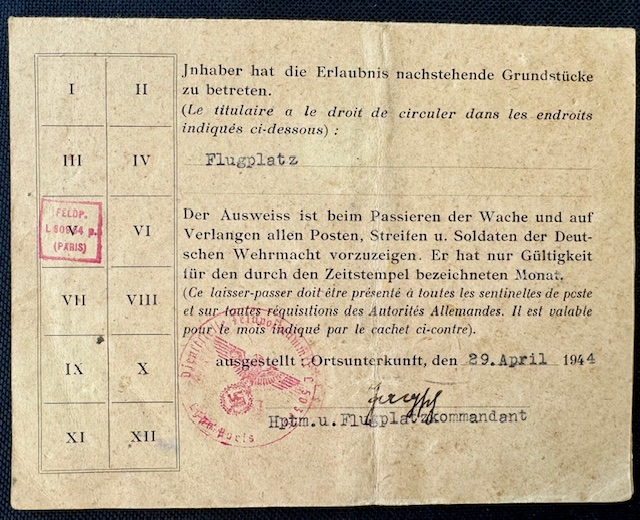 I II
III IV
V VI
VII VIII
IX X
XI XII
FELDP.
(PARIS)
Jnhaber hat die Erlaubnis nachstehende Grundstücke
zu betreten.
(Le titulaire a le droit de circuler dans les endroits
indiqués ci-dessous) :
Flugplatz
Der Ausweiss ist beim Passieren der Wache und auf
Verlangen allen Posten, Streifen u. Soldaten der Deut-
schen Wehrmacht vorzuzeigen. Er hat nur Gültigkeit
für den durch den Zeitstempel bezeichneten Monat.
(Ce laisser-passer doit être présenté à toutes les sentinelles de poste
et sur toutes réquisitions des Autorités Allemandes. Il est valable
pour le mois indiqué par le cachet ci-contre).
ausgestellt : Ortsunterkunft, den 29.April 1944
Hptm.u.Flugplatzkommandant